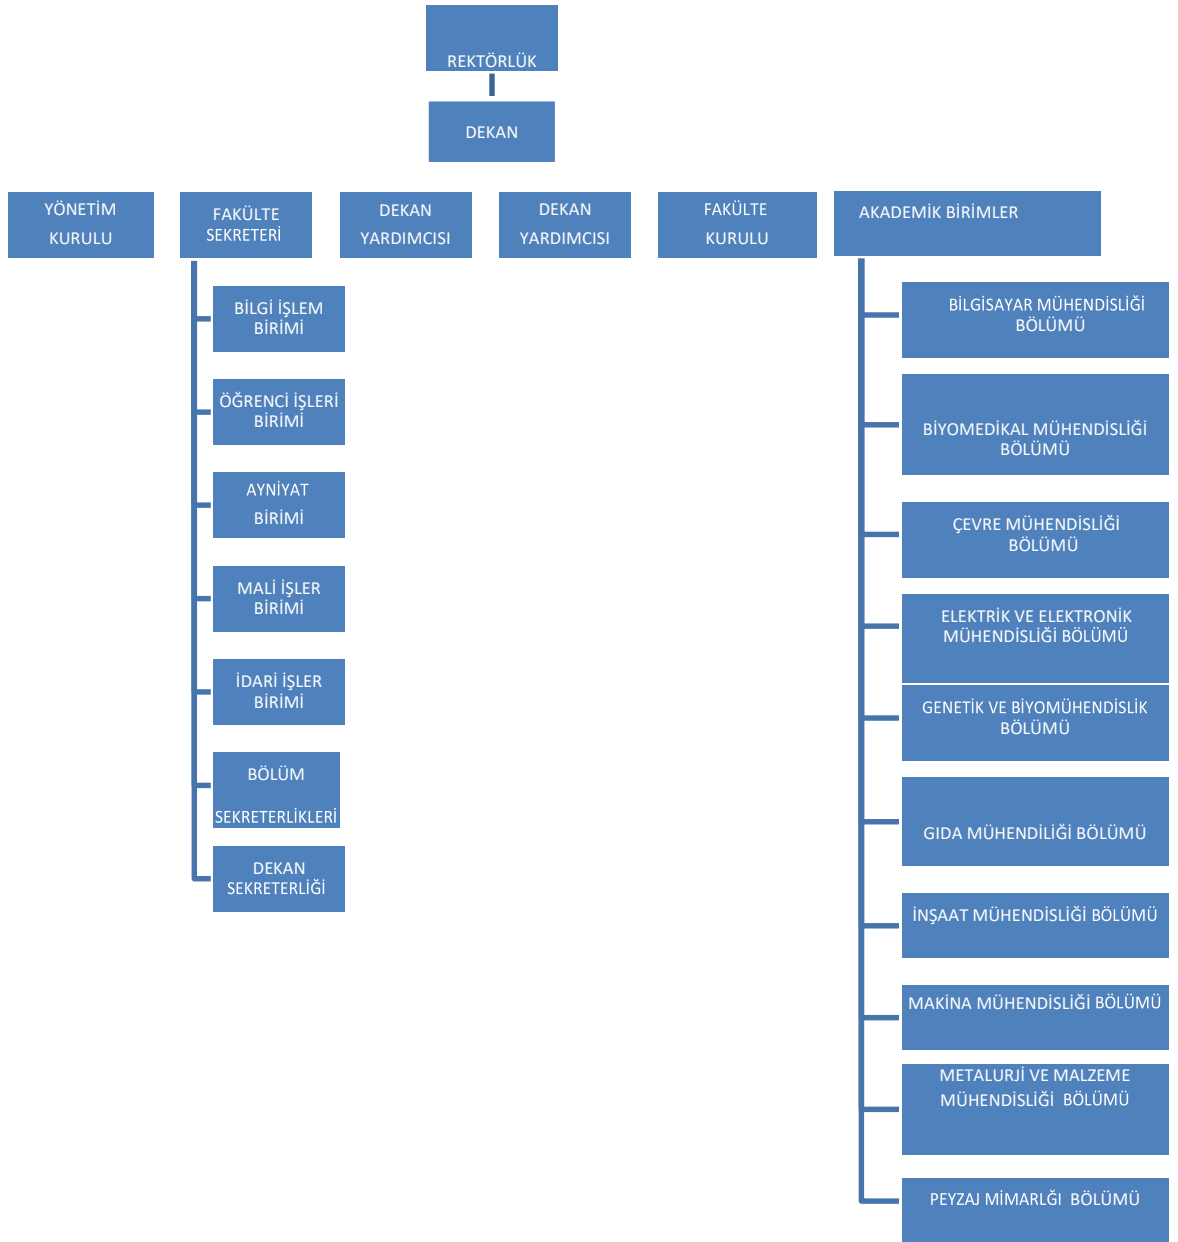 REKTÖRLÜK
DEKAN
YÖNETİM
KURULU
FAKÜLTE
SEKRETERİ
DEKAN
YARDIMCISI
DEKAN
YARDIMCISI
FAKÜLTE
KURULU
AKADEMİK BİRİMLER
BİLGİ İŞLEM
BİRİMİ
ÖĞRENCİ İŞLERİ
BİRİMİ
AYNİYAT
BİRİMİ
MALİ İŞLER
BİRİMİ
İDARİ İŞLER
BİRİMİ
BÖLÜM
SEKRETERLİKLERİ
DEKAN
SEKRETERLİĞİ
BİLGİSAYAR MÜHENDİSLİĞİ
BÖLÜMÜ
BİYOMEDİKAL MÜHENDİSLİĞİ
BÖLÜMÜ
ÇEVRE MÜHENDİSLİĞİ
BÖLÜMÜ
ELEKTRİK VE ELEKTRONİK
MÜHENDİSLİĞİ BÖLÜMÜ
GENETİK VE BİYOMÜHENDİSLİK
BÖLÜMÜ
GIDA MÜHENDİLİĞİ BÖLÜMÜ
İNŞAAT MÜHENDİSLİĞİ BÖLÜMÜ
MAKİNA MÜHENDİSLİĞİ BÖLÜMÜ
METALURJİ VE MALZEME
MÜHENDİSLİĞİ BÖLÜMÜ
PEYZAJ MİMARLĞI BÖLÜMÜ